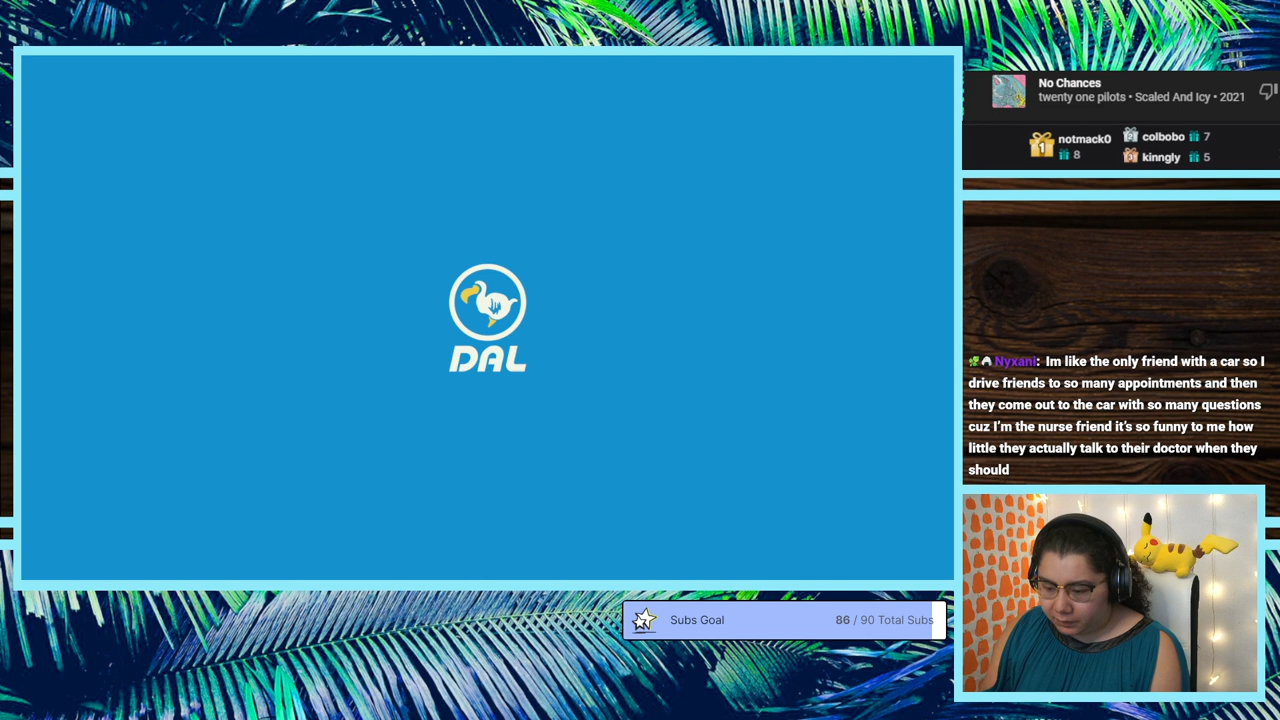 No Chances
twenty one pilots • Scaled And Icy • 2021
1 notmack0
8
2 colbobo 7
3 kinngly 5
DAL
Nyxani: Im like the only friend with a car so I
drive friends to so many appointments and then
they come out to the car with so many questions
cuz I’m the nurse friend it’s so funny to me how
little they actually talk to their doctor when they
should
Subs Goal
86 / 90 Total Subs